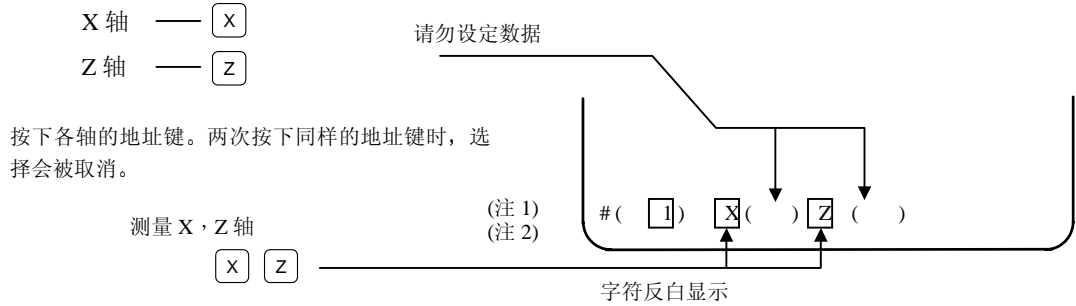 X 轴 X
请勿设定数据
Z 轴 Z
按下各轴的地址键。两次按下同样的地址键时，选
择会被取消。
(注 1)
#( 1) X( ) Z ( )
测量 X，Z 轴
(注 2)
X Z
字符反白显示